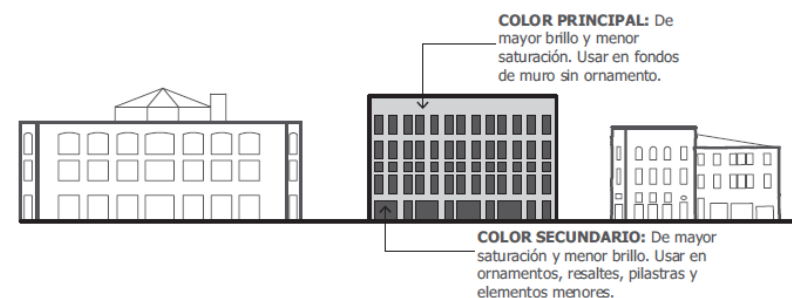 COLOR PRINCIPAL: De
mayor brillo y menor
saturación. Usar en fondos
de muro sin ornamento.
COLOR SECUNDARIO: De mayor
saturación y menor brillo. Usar en
ornamentos, resaltes, pilastras y
elementos menores.